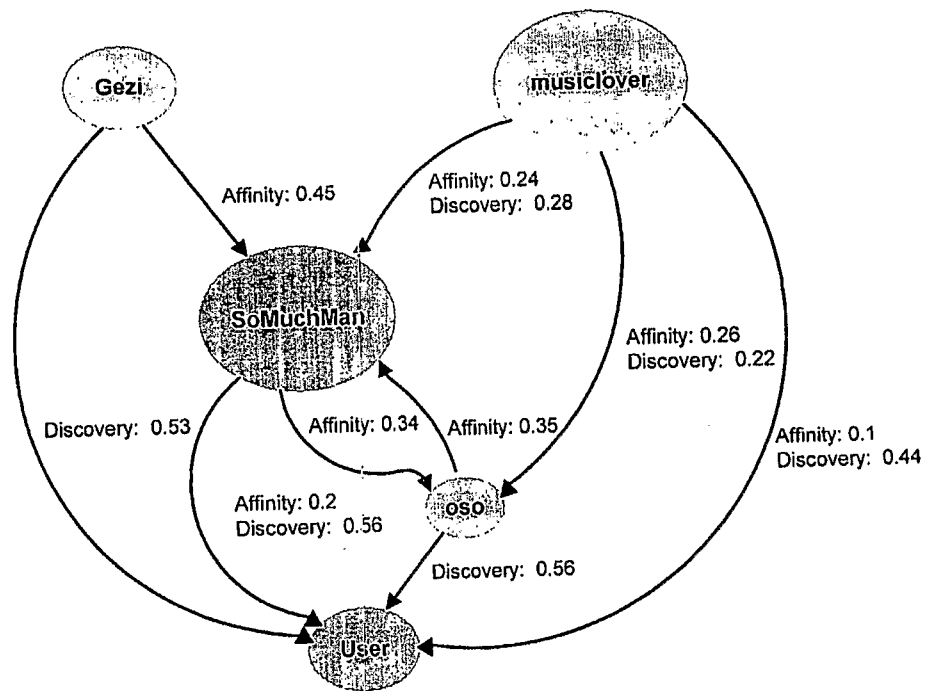 Gezi
musiclover
Affinity: 0.45
Affinity: 0.24
Discovery: 0.28
SoMuchMan
Affinity: 0.26
Discovery: 0.22
Discovery: 0.53
Affinity: 0.34
Affinity: 0.35
Affinity: 0.1
Discovery: 0.44
Affinity: 0.2
Discovery: 0.56
oso
Discovery: 0.56
User